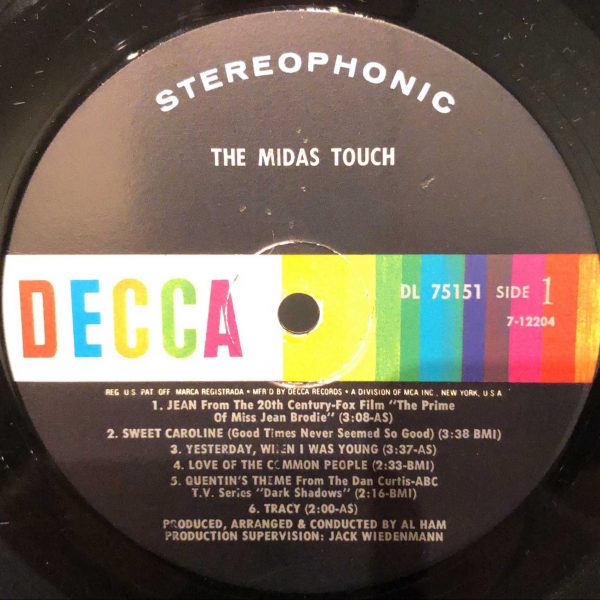 STEREOPHONIC
THE MIDAS TOUCH
DECCA
DL 75151 SIDE 1
7-12204
REG. U.S. PAT. OFF. MARCA REGISTRADA • MFR'D BY DECCA RECORDS • A DIVISION OF MCA INC., NEW YORK, U.S.A.
1. JEAN From The 20th Century-Fox Film "The Prime
Of Miss Jean Brodie" (3:08-AS)
2. SWEET CAROLINE (Good Times Never Seemed So Good) (3:38 BMI)
3. YESTERDAY, WHEN I WAS YOUNG (3:37-AS)
4. LOVE OF THE COMMON PEOPLE (2:33-BMI)
5. QUENTIN'S THEME From the Dan Curtis-ABC
T.V. Series "Dark Shadows" (2:16-BMI)
6. TRACY (2:00-AS)
PRODUCED, ARRANGED & CONDUCTED BY AL HAM
PRODUCTION SUPERVISION: JACK WIEDENMANN